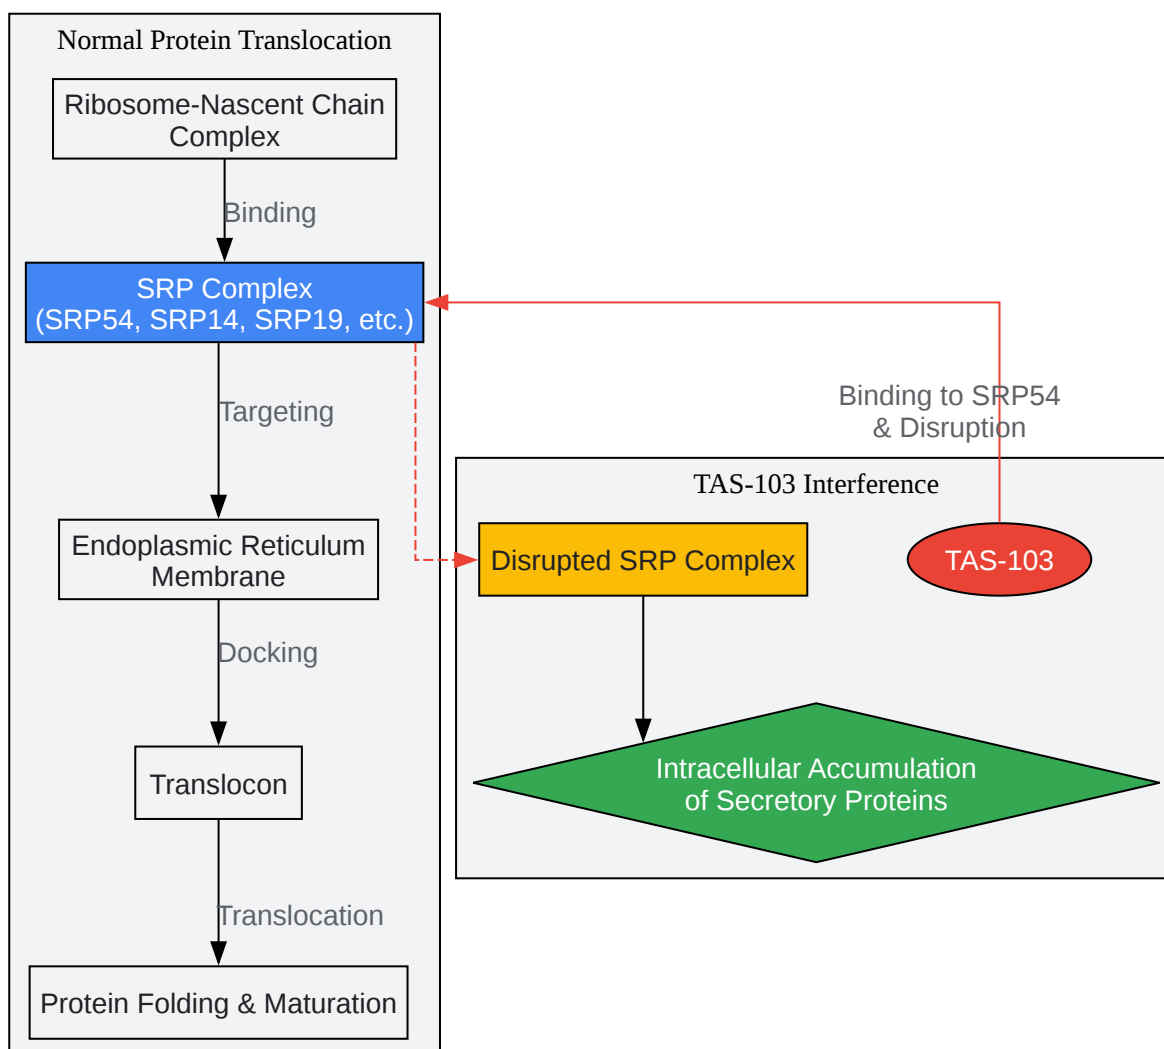 Normal Protein Translocation
Ribosome-Nascent Chain
Complex
Binding
SRP Complex
(SRP54, SRP14, SRP19, etc.)
Targeting
Endoplasmic Reticulum
Membrane
Docking
Translocon
Translocation
Protein Folding & Maturation
Binding to SRP54
& Disruption
TAS-103 Interference
Disrupted SRP Complex
TAS-103
Intracellular Accumulation
of Secretory Proteins